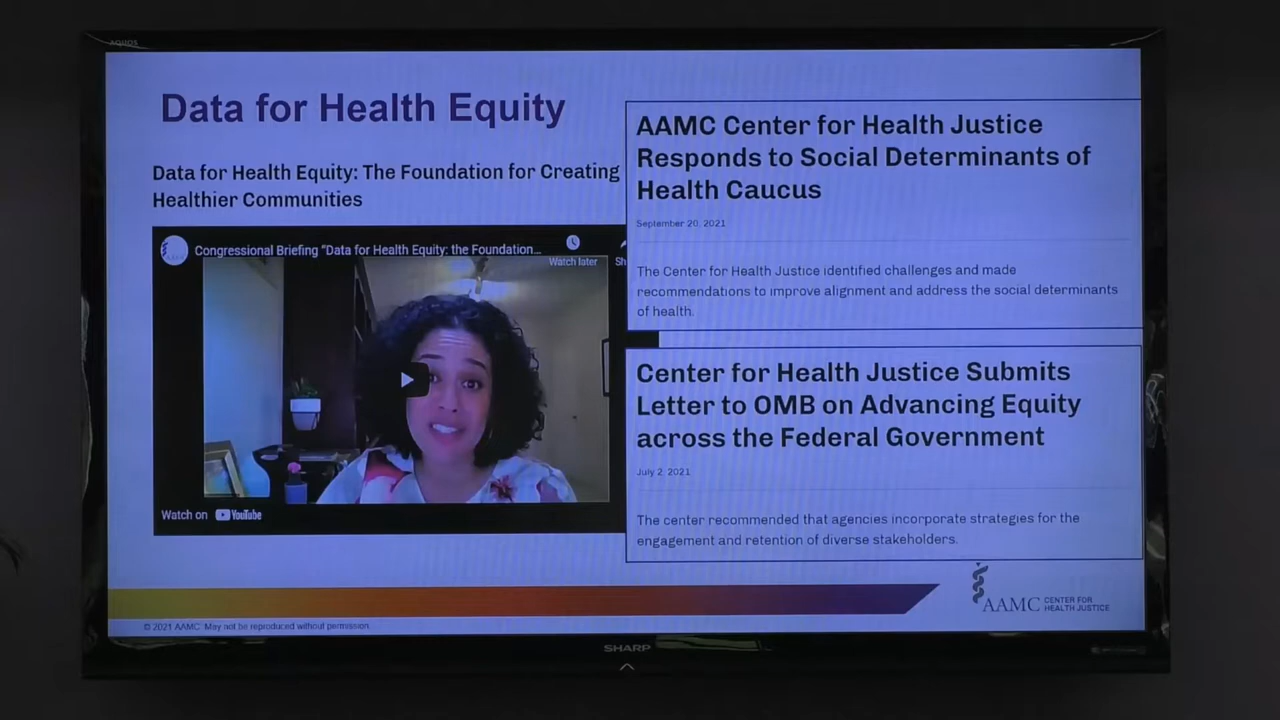 AQUOS
Data for Health Equity
Data for Health Equity: The Foundation for Creating
Healthier Communities
Congressional Briefing "Data for Health Equity: the Foundation...
Watch later
Sh
Watch on YouTube
AAMC Center for Health Justice
Responds to Social Determinants of
Health Caucus
September 20, 2021
The Center for Health Justice identified challenges and made
recommendations to improve alignment and address the social determinants
of health.
Center for Health Justice Submits
Letter to OMB on Advancing Equity
across the Federal Government
July 2, 2021
The center recommended that agencies incorporate strategies for the
engagement and retention of diverse stakeholders.
AAMC CENTER FOR
HEALTH JUSTICE
© 2021 AAMC. May not be reproduced without permission.
SHARP